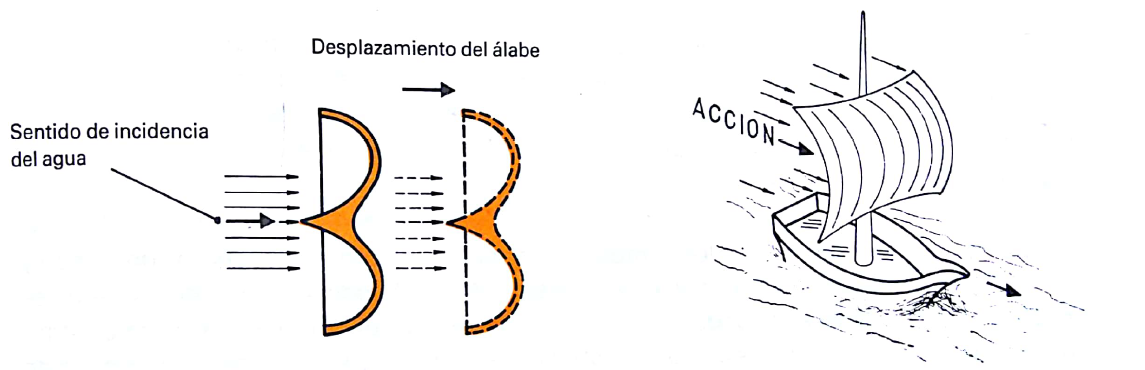 Desplazamiento del álabe
Sentido de incidencia
del agua
ACCION